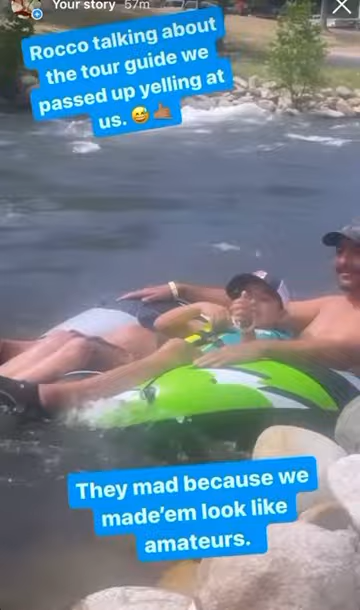 Your story 57m
Rocco talking about
the tour guide we
passed up yelling at
us. 😅🤙🏽
They mad because we
made'em look like
amateurs.